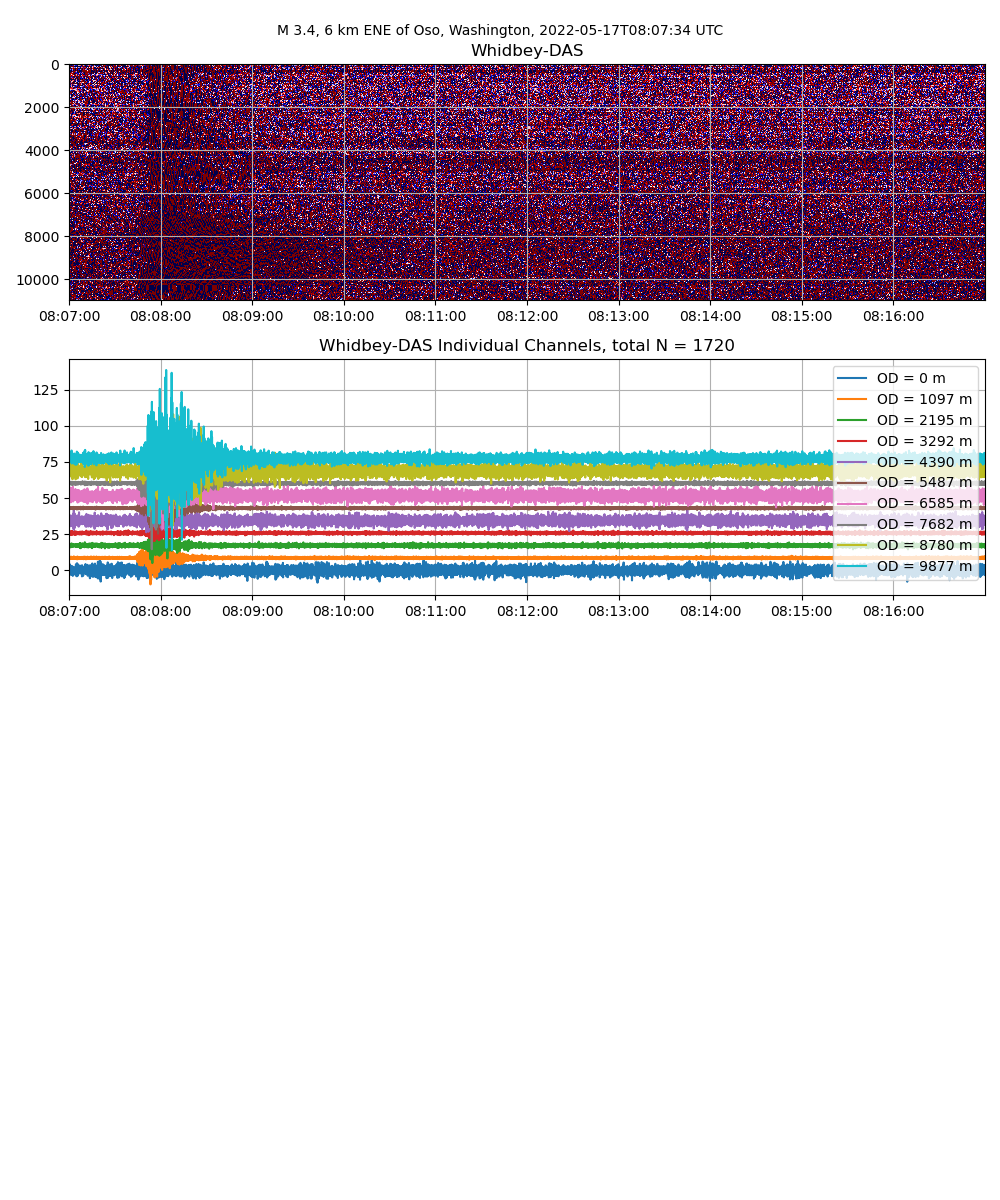 M 3.4, 6 km ENE of Oso, Washington, 2022-05-17T08:07:34 UTC
Whidbey-DAS
0
2000
4000
6000
8000
10000
08:07:00 08:08:00 08:09:00 08:10:00 08:11:00 08:12:00 08:13:00 08:14:00 08:15:00 08:16:00
Whidbey-DAS Individual Channels, total N = 1720
125
100
75
50
25
0
OD = 0 m
OD = 1097 m
OD = 2195 m
OD = 3292 m
OD = 4390 m
OD = 5487 m
OD = 6585 m
OD = 7682 m
OD = 8780 m
OD = 9877 m
08:07:00 08:08:00 08:09:00 08:10:00 08:11:00 08:12:00 08:13:00 08:14:00 08:15:00 08:16:00